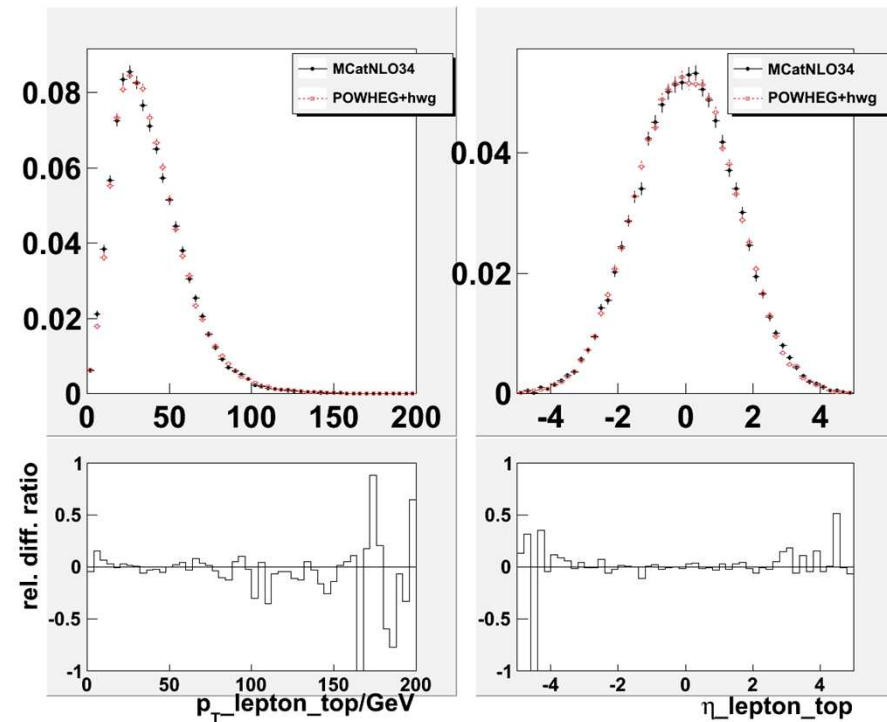 MCatNLO34
POWHEG+hwg
0.08
0.06
0.04
0.02
0
0 50 100 150 200
MCatNLO34
POWHEG+hwg
0.04
0.02
0
-4 -2 0 2 4
rel. diff. ratio
1
0.5
0
-0.5
-1
0 50 100 150 200
p_T_lepton_top/GeV
1
0.5
0
-0.5
-1
-4 -2 0 2 4
η_lepton_top